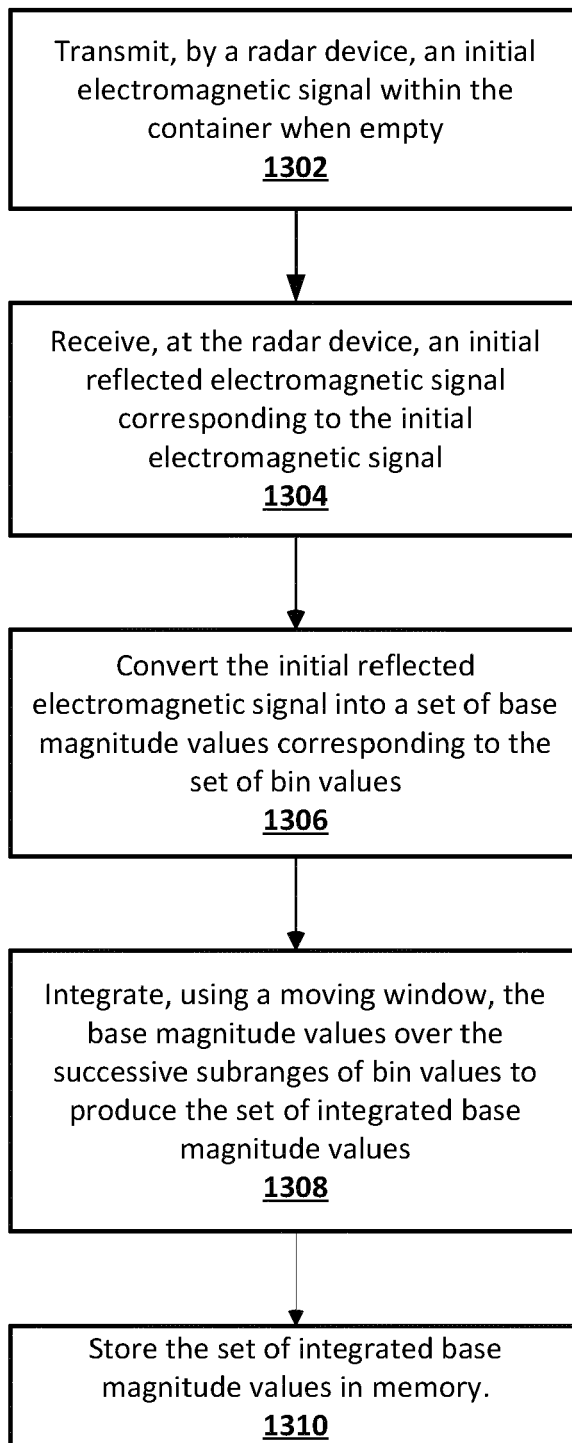 Transmit, by a radar device, an initial
electromagnetic signal within the
container when empty
1302
Receive, at the radar device, an initial
reflected electromagnetic signal
corresponding to the initial
electromagnetic signal
1304
Convert the initial reflected
electromagnetic signal into a set of base
magnitude values corresponding to the
set of bin values
1306
Integrate, using a moving window, the
base magnitude values over the
successive subranges of bin values to
produce the set of integrated base
magnitude values
1308
Store the set of integrated base
magnitude values in memory.
1310